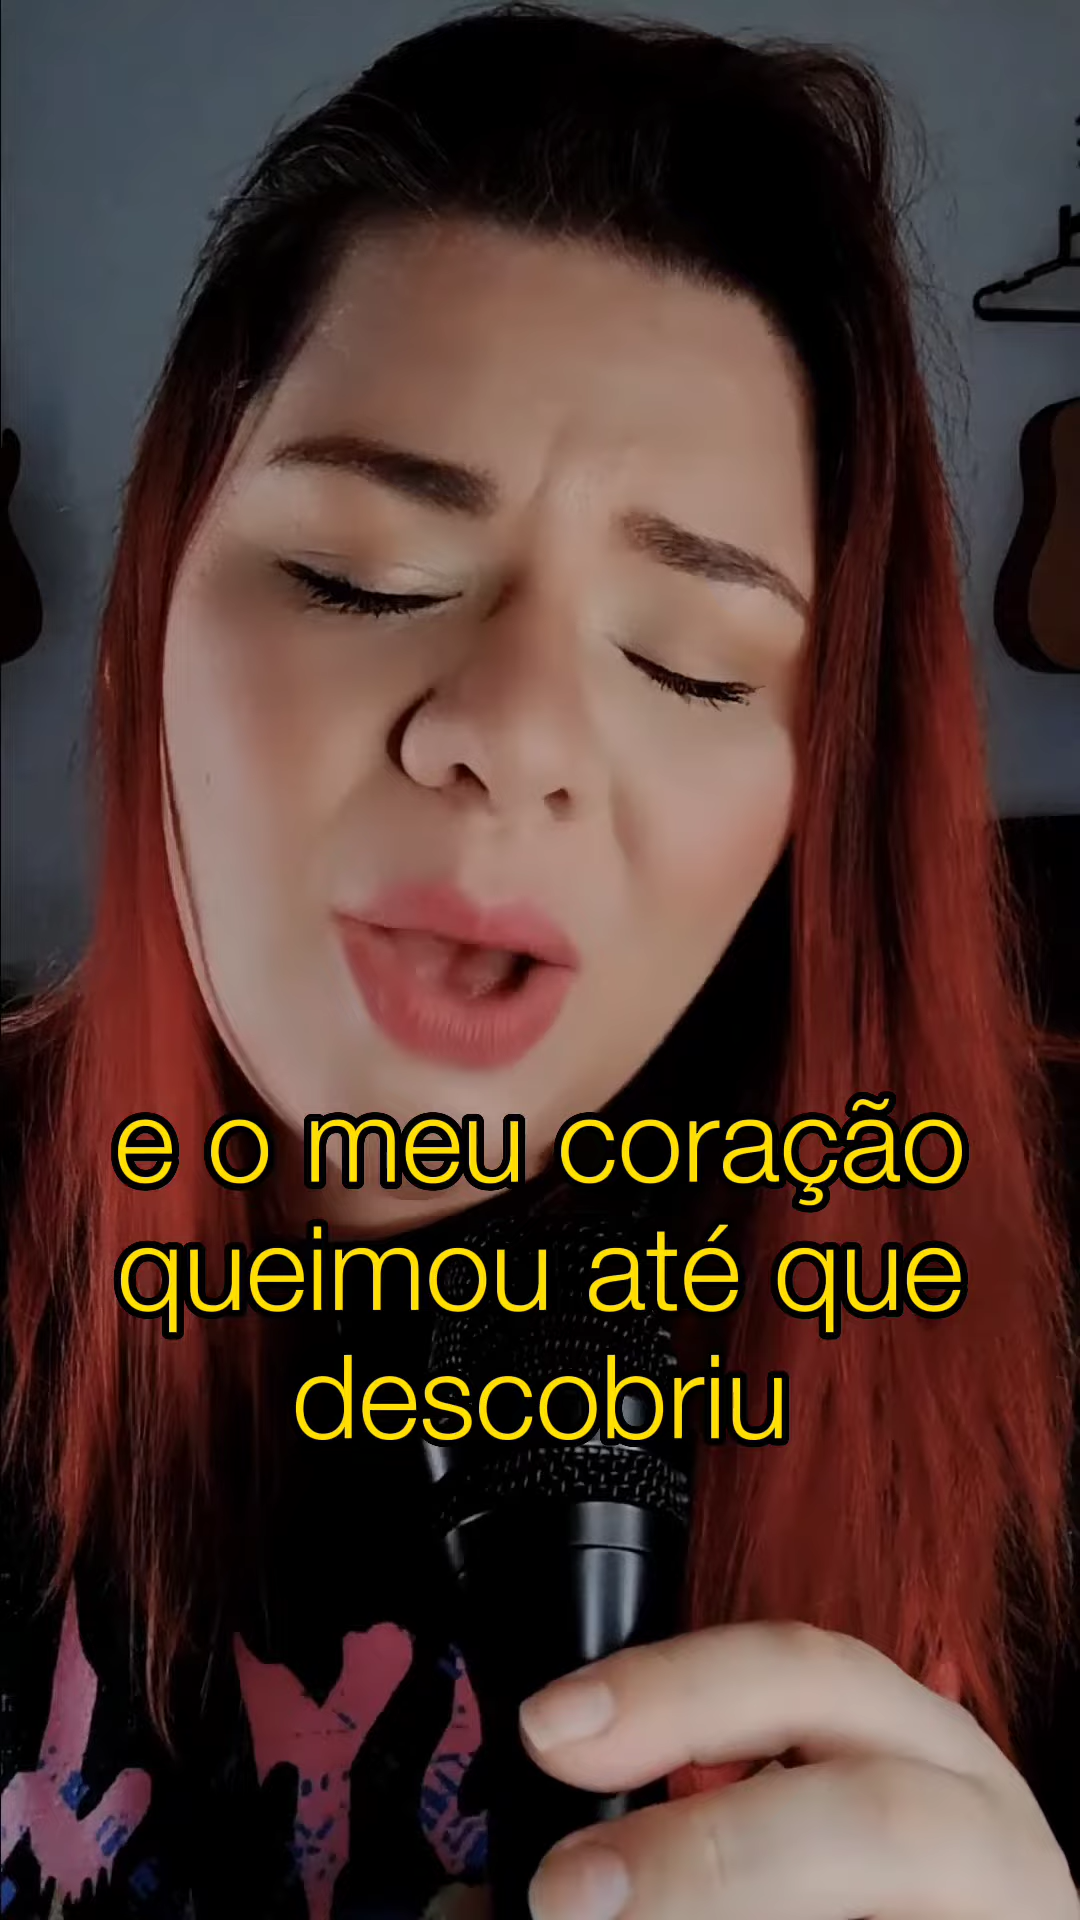 e o meu coração
queimou até que
descobriu